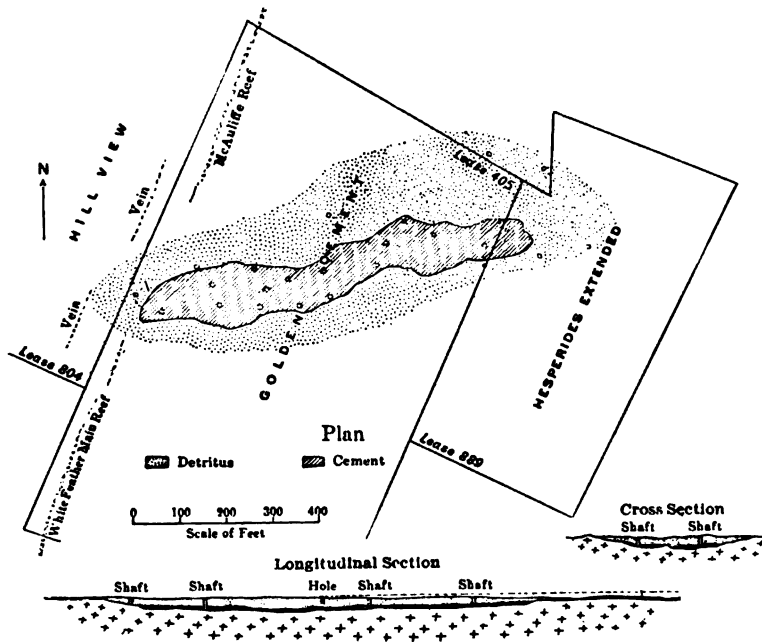 McAuliffe Reef
N
HILL VIEW
Vein
Lease 405
GOLDEN CEMENT
HESPERIDES EXTENDED
Vein
Lease 804
White Feather Main Reef
Lease 889
Plan
Detritus
Cement
0 100 200 300 400
Scale of Feet
Cross Section
Shaft Shaft
Longitudinal Section
Shaft Shaft Hole Shaft Shaft